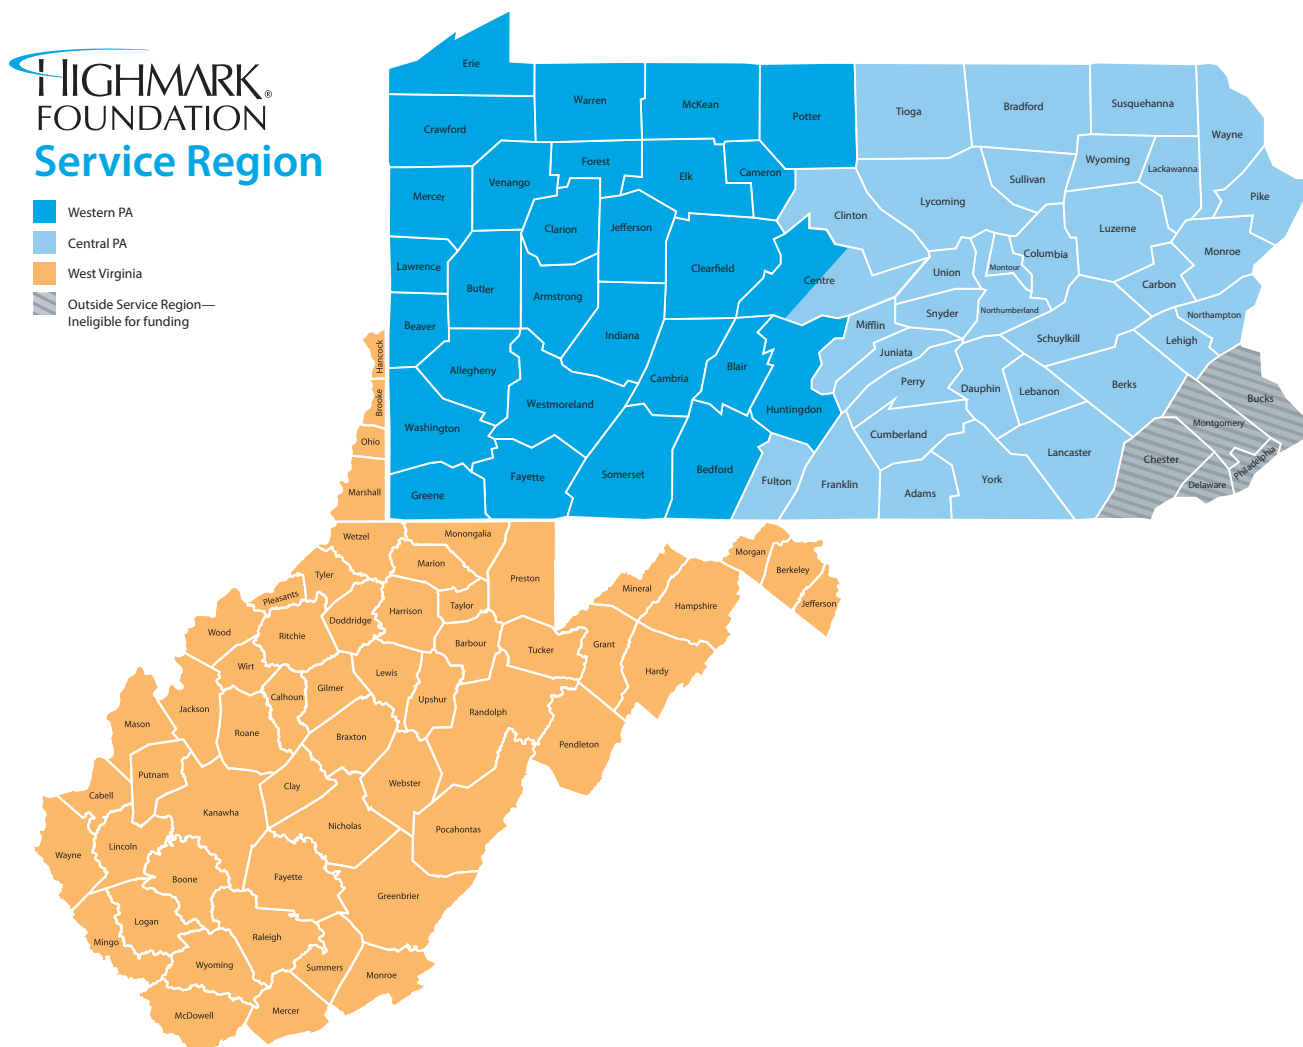 HIGHMARK®
FOUNDATION
Service Region
Western PA
Central PA
West Virginia
Outside Service Region—
Ineligible for funding
Erie
Warren
McKean
Potter
Tioga
Bradford
Susquehanna
Wayne
Crawford
Forest
Elk
Cameron
Wyoming
Lackawanna
Venango
Mercer
Sullivan
Pike
Clarion
Jefferson
Clinton
Lycoming
Luzerne
Columbia
Monroe
Lawrence
Clearfield
Montour
Union
Centre
Carbon
Butler
Armstrong
Beaver
Indiana
Snyder
Northumberland
Northampton
Mifflin
Schuylkill
Lehigh
Hancock
Allegheny
Cambria
Blair
Juniata
Perry
Dauphin
Lebanon
Berks
Bucks
Brooke
Westmoreland
Huntingdon
Montgomery
Washington
Ohio
Cumberland
Lancaster
Chester
Philadelphia
Delaware
Marshall
Greene
Fayette
Somerset
Bedford
Fulton
Franklin
Adams
York
Wetzel
Monongalia
Marion
Preston
Morgan
Berkeley
Jefferson
Tyler
Pleasants
Mineral
Hampshire
Doddridge
Harrison
Taylor
Wood
Ritchie
Barbour
Tucker
Grant
Hardy
Wirt
Lewis
Gilmer
Calhoun
Upshur
Jackson
Randolph
Mason
Roane
Braxton
Pendleton
Putnam
Clay
Webster
Cabell
Kanawha
Nicholas
Pocahontas
Lincoln
Wayne
Boone
Fayette
Greenbrier
Logan
Mingo
Raleigh
Wyoming
Summers
Monroe
McDowell
Mercer